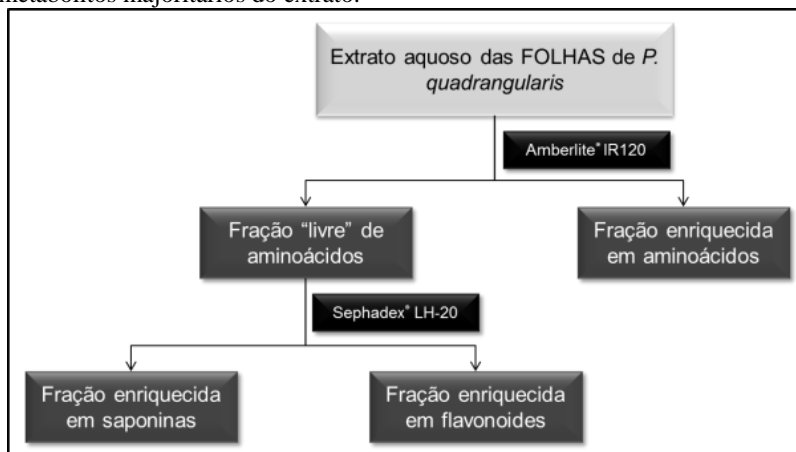 metabólitos majoritários do extrato.
Extrato aquoso das FOLHAS de P.
quadrangularis
Amberlite® IR120
Fração “livre” de
aminoácidos
Fração enriquecida
em aminoácidos
Sephadex® LH-20
Fração enriquecida
em saponinas
Fração enriquecida
em flavonoides